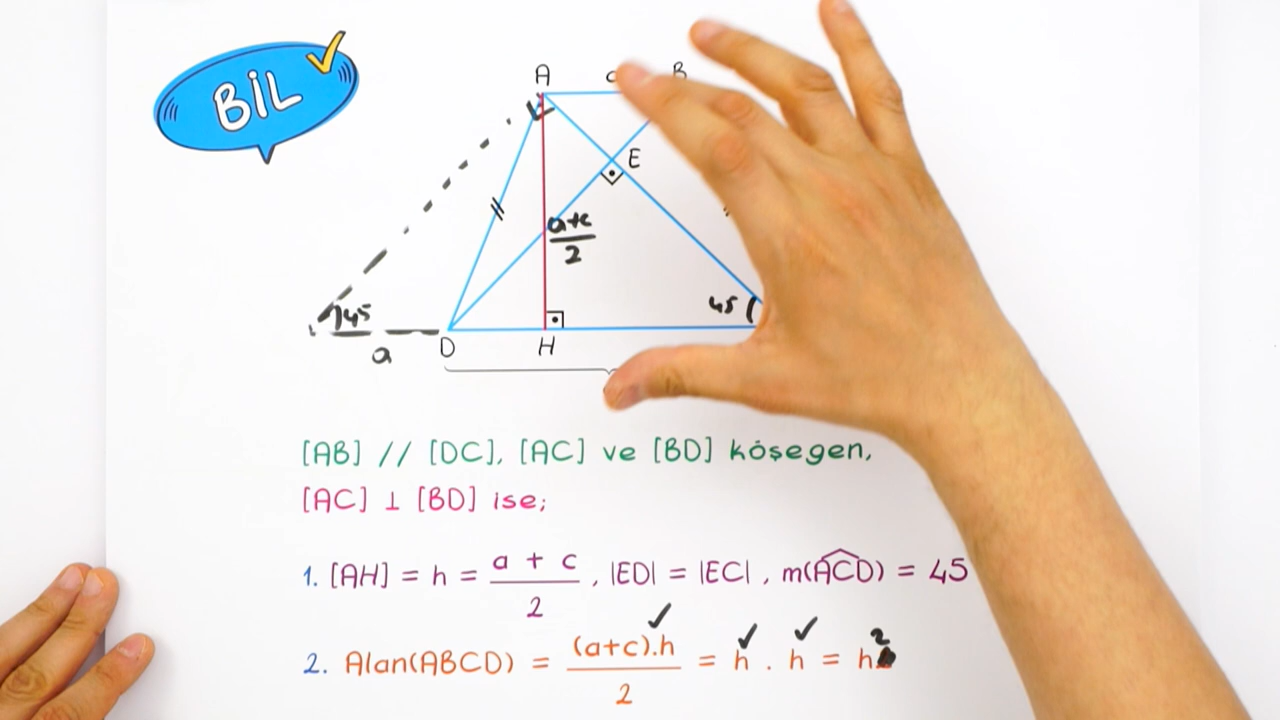 BİL
A c B
E
a+c
2
45
45
a
D
H
[AB] // [DC], [AC] ve [BD] köşegen,
[AC] ⊥ [BD] ise;
1. [AH] = h = a + c / 2 , |ED| = |EC| , m(ACD) = 45
2. Alan(ABCD) = (a+c).h / 2 = h . h = h²